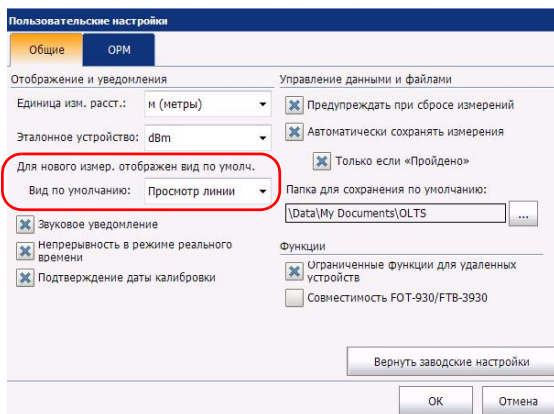 Пользовательские настройки
Общие
OPM
Отображение и уведомления
Единица изм. расст.:
м (метры)
Эталонное устройство:
dBm
Для нового измер. отображен вид по умолч.
Вид по умолчанию:
Просмотр линии
Звуковое уведомление
Непрерывность в режиме реального
времени
Подтверждение даты калибровки
Управление данными и файлами
Предупреждать при сбросе измерений
Автоматически сохранять измерения
Только если «Пройдено»
Папка для сохранения по умолчанию:
\Data\My Documents\OLTS
...
Функции
Ограниченные функции для удаленных
устройств
Совместимость FOT-930/FTB-3930
Вернуть заводские настройки
OK
Отмена